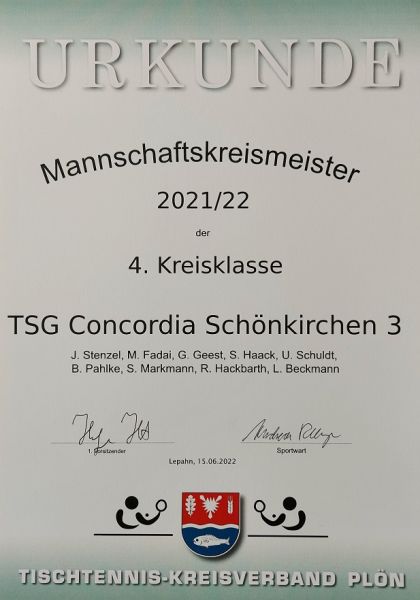 URKUNDE
Mannschaftskreismeister
2021/22
der
4. Kreisklasse
TSG Concordia Schönkirchen 3
J. Stenzel, M. Fadai, G. Geest, S. Haack, U. Schuldt,
B. Pahlke, S. Markmann, R. Hackbarth, L. Beckmann
1. Vorsitzender
Sportwart
Lepahn, 15.06.2022
TISCHTENNIS-KREISVERBAND PLÖN